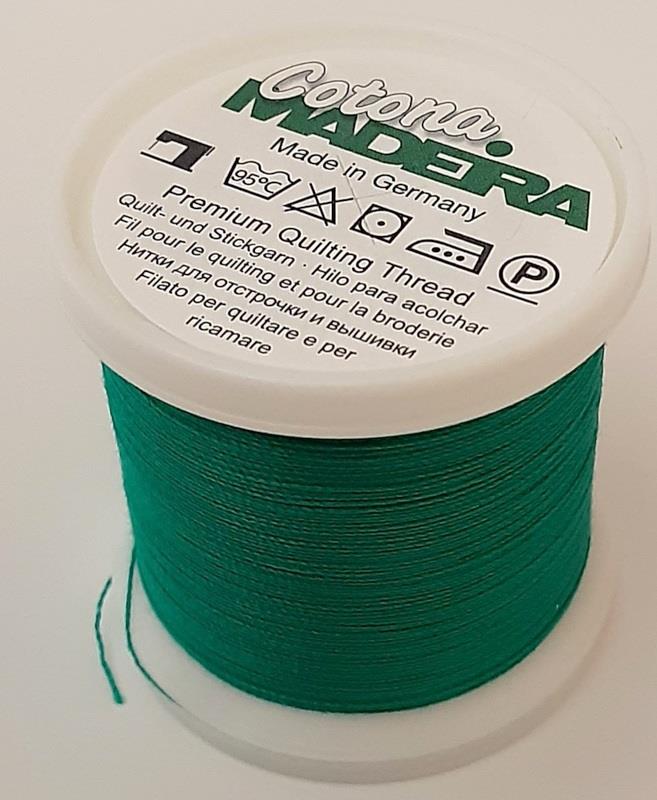 Cotona
MADEIRA
Made in Germany
95°C
P
Premium Quilting Thread
Quilt- und Stickgarn · Hilo para acolchar
Fil pour le quilting et pour la broderie
Нитки для отстрочки и вышивки
Filato per quiltare e per
ricamare